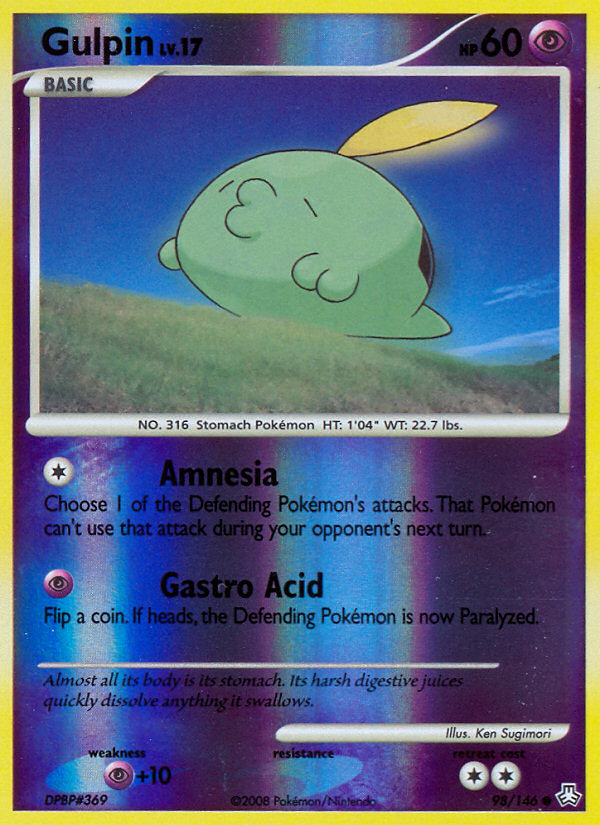 Gulpin LV.17
HP 60
BASIC
NO. 316 Stomach Pokémon HT: 1'04" WT: 22.7 lbs.
Amnesia
Choose 1 of the Defending Pokémon's attacks. That Pokémon
can't use that attack during your opponent's next turn.
Gastro Acid
Flip a coin. If heads, the Defending Pokémon is now Paralyzed.
Almost all its body is its stomach. Its harsh digestive juices
quickly dissolve anything it swallows.
Illus. Ken Sugimori
weakness resistance retreat cost
+10
DPBP#369 ©2008 Pokémon/Nintendo 98/146